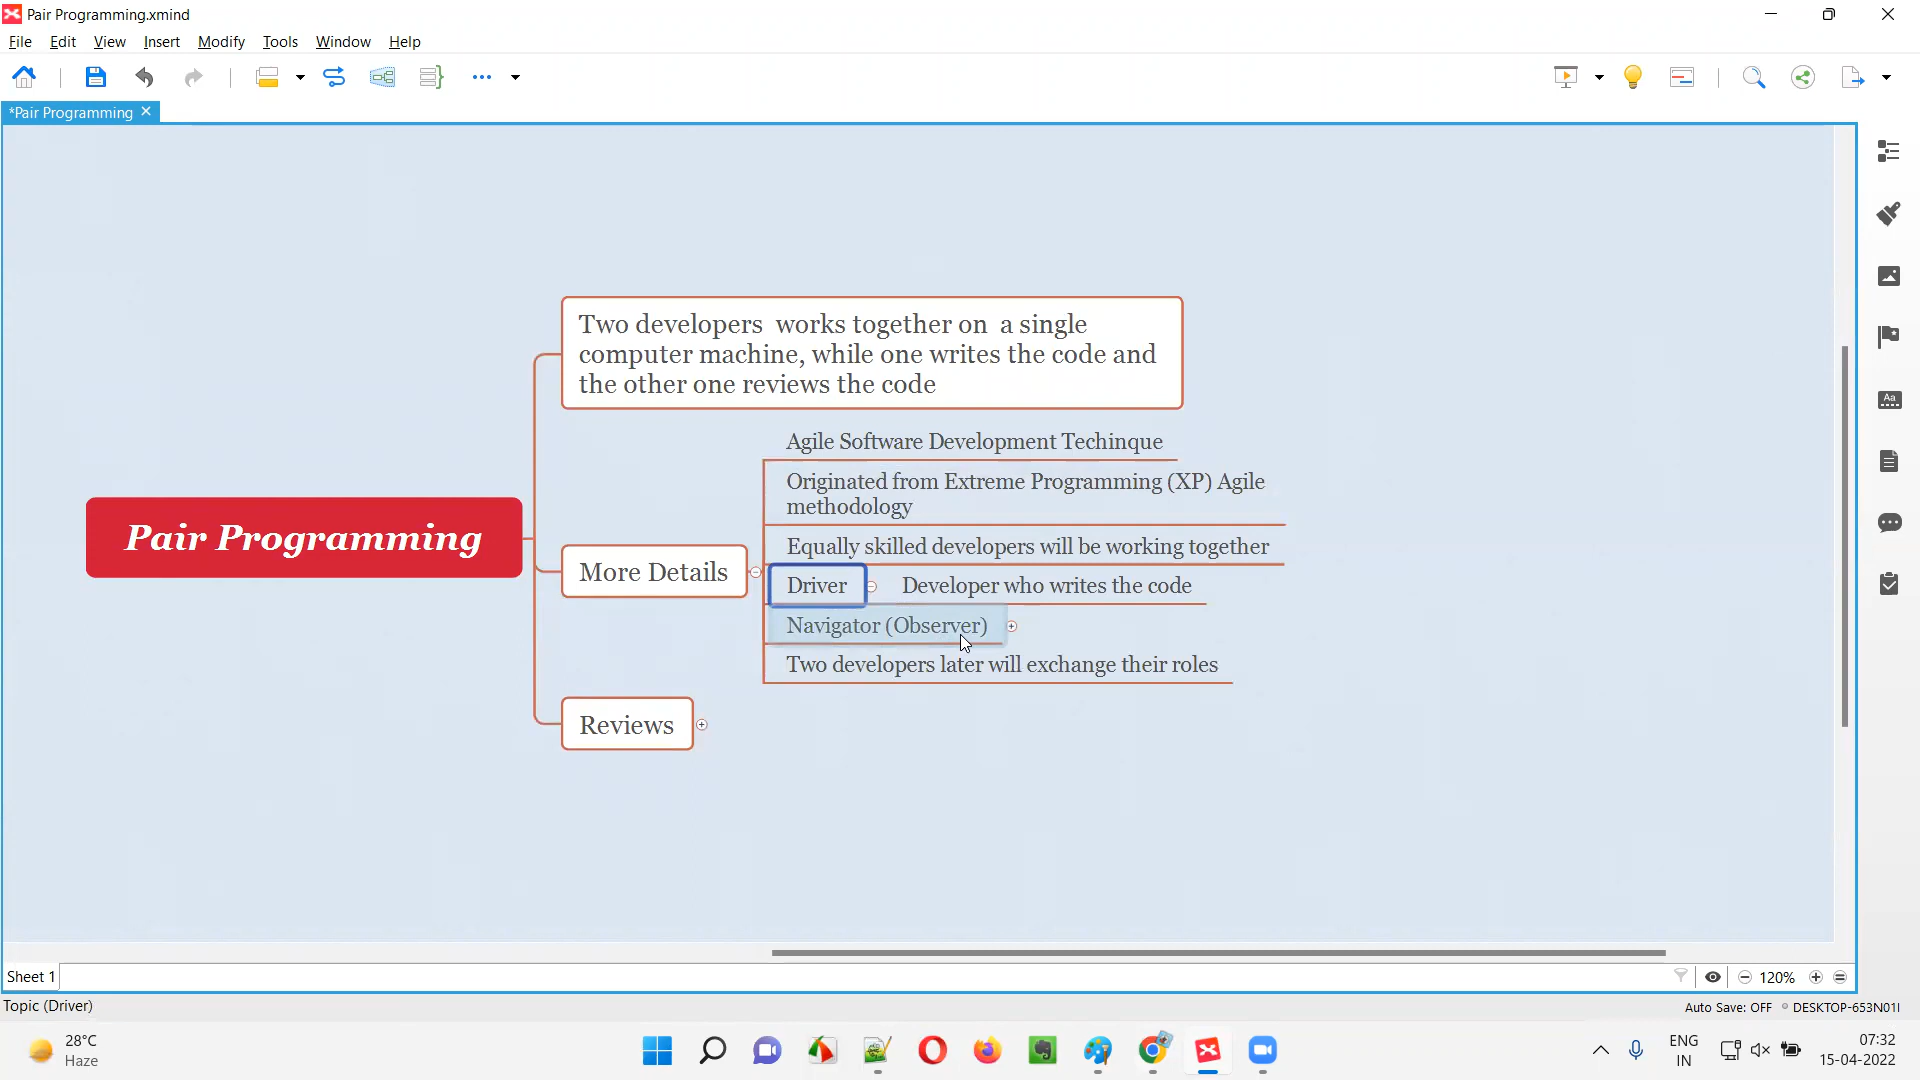 Pair Programming.xmind
File Edit View Insert Modify Tools Window Help
*Pair Programming
Two developers works together on a single
computer machine, while one writes the code and
the other one reviews the code
Agile Software Development Techinque
Originated from Extreme Programming (XP) Agile
methodology
Equally skilled developers will be working together
Pair Programming
More Details
Driver Developer who writes the code
Navigator (Observer)
Two developers later will exchange their roles
Reviews
Sheet 1
120%
Topic (Driver)
Auto Save: OFF DESKTOP-653N01I
28°C
Haze
ENG
IN
07:32
15-04-2022